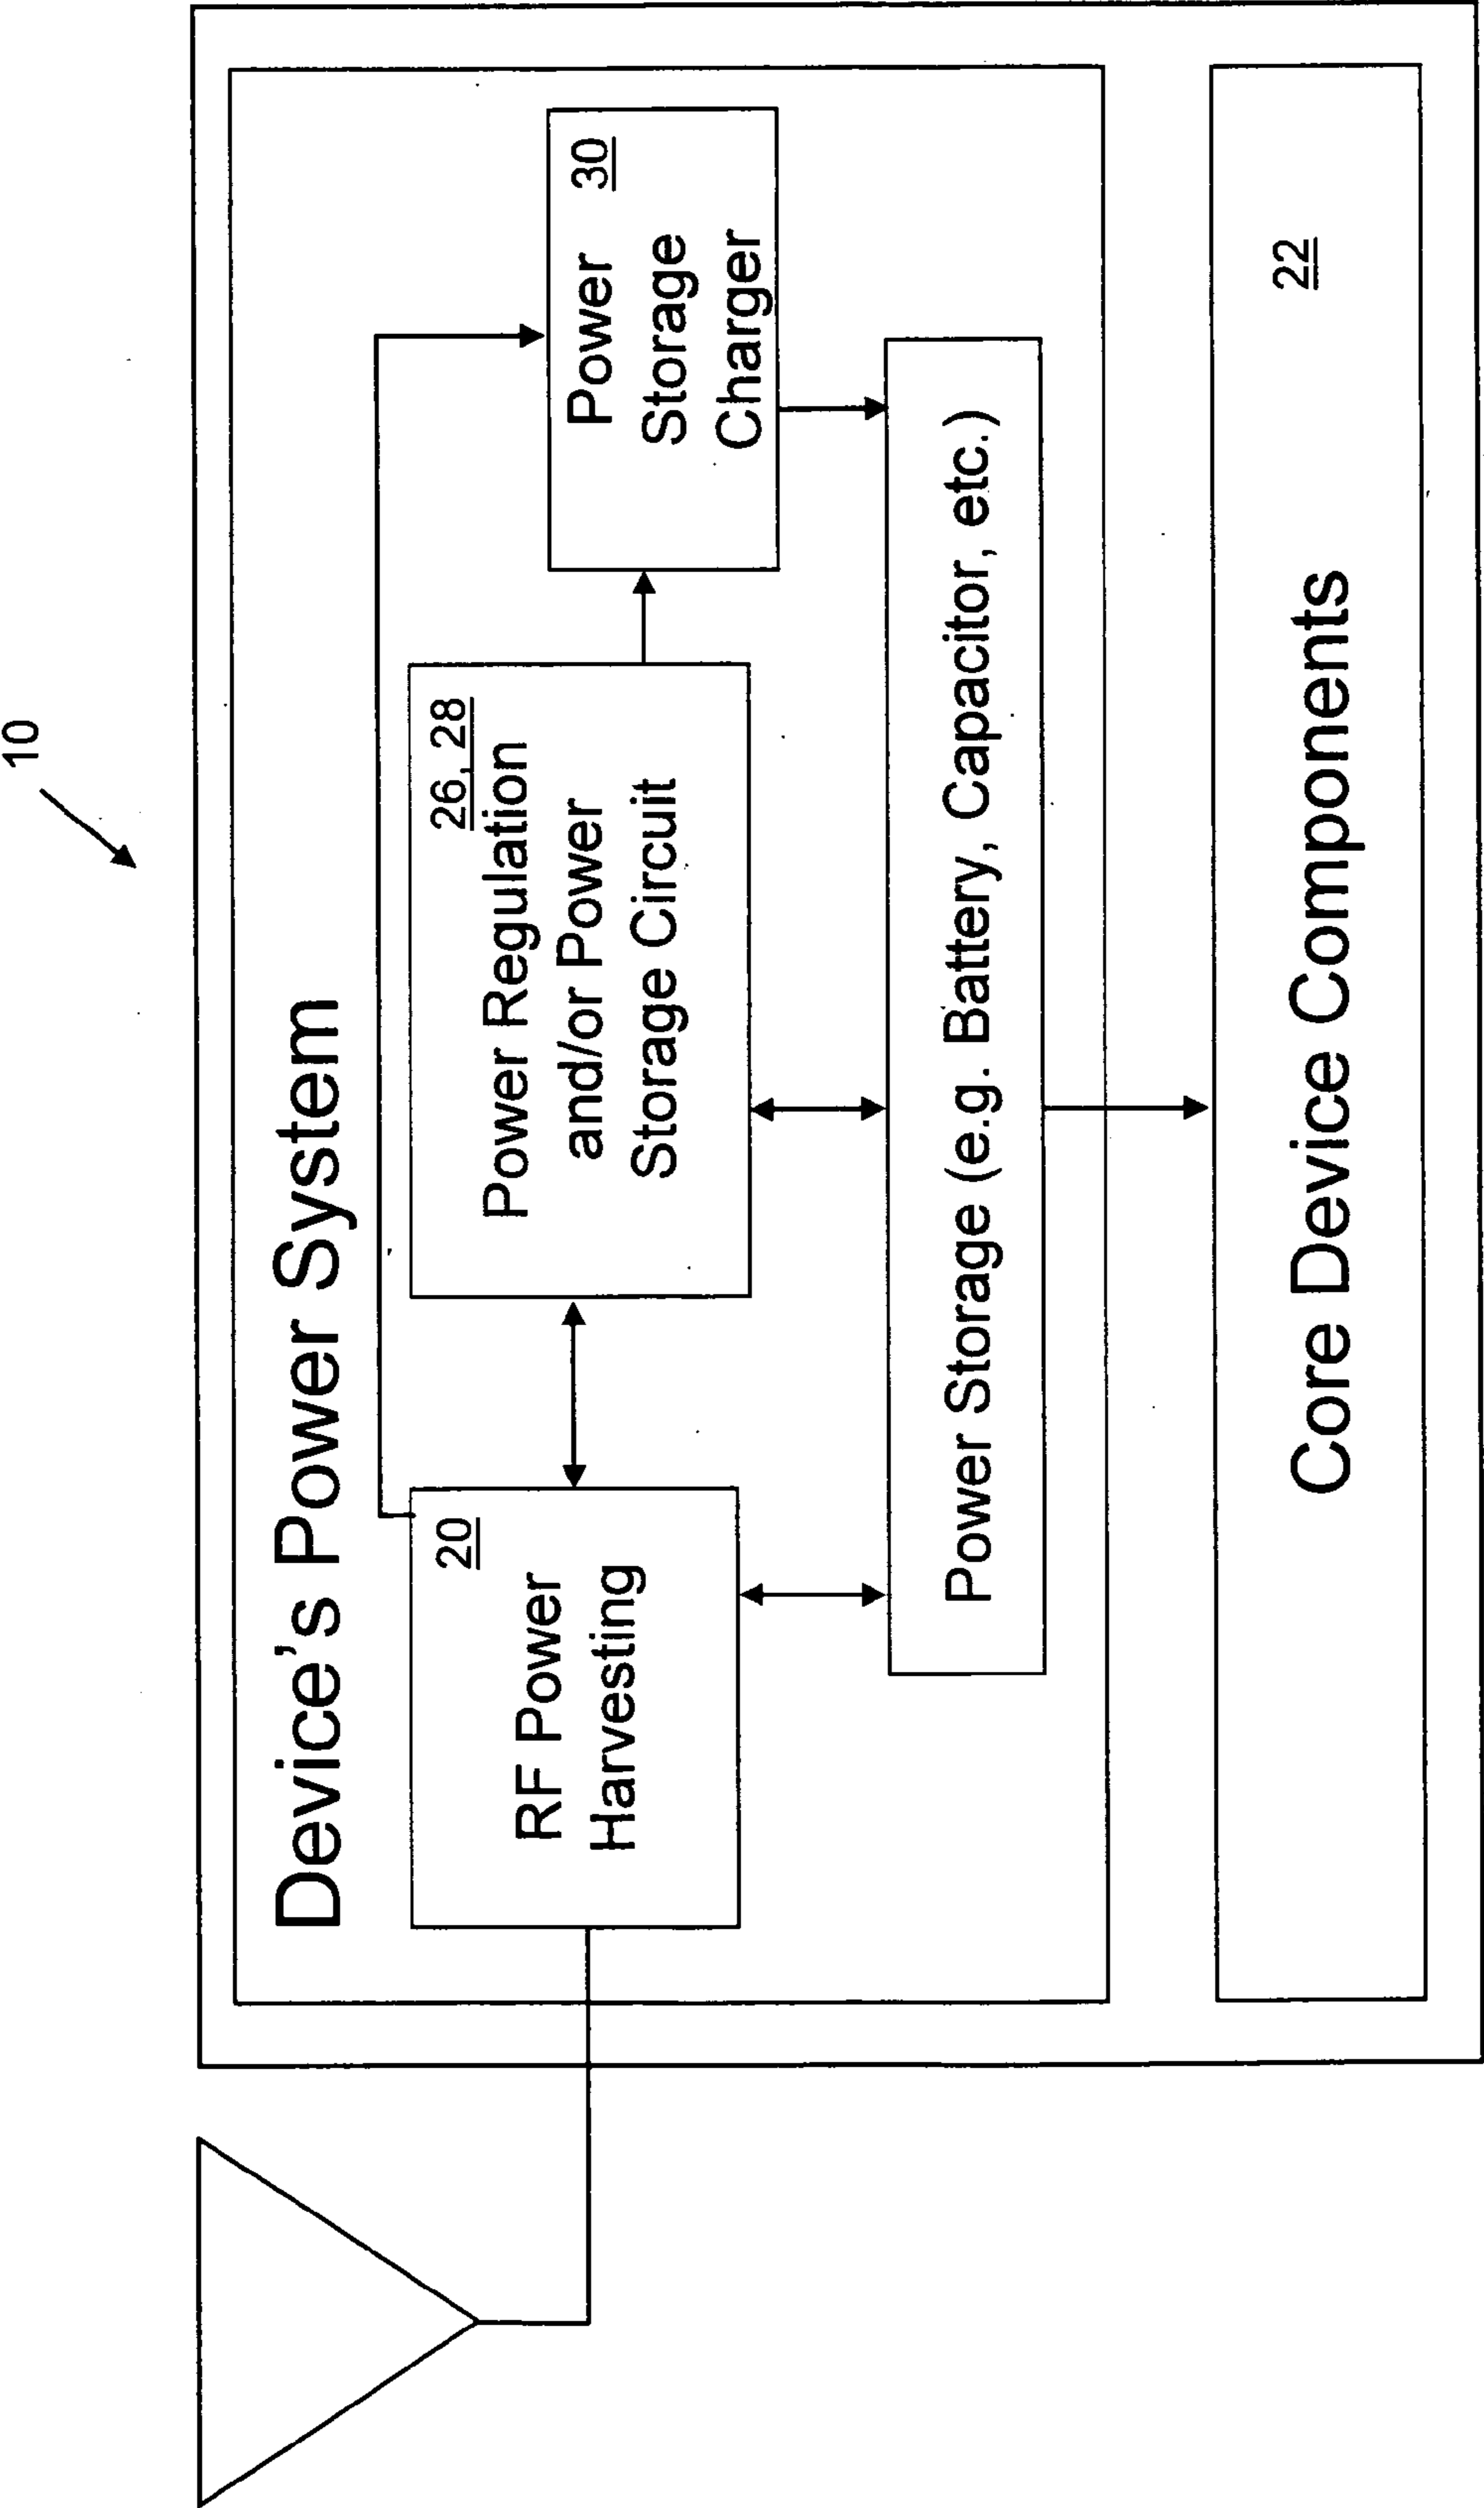 10
Device's Power System
20
RF Power
Harvesting
26, 28
Power Regulation
and/or Power
Storage Circuit
30
Power
Storage
Charger
Power Storage (e.g. Battery, Capacitor, etc.)
22
Core Device Components